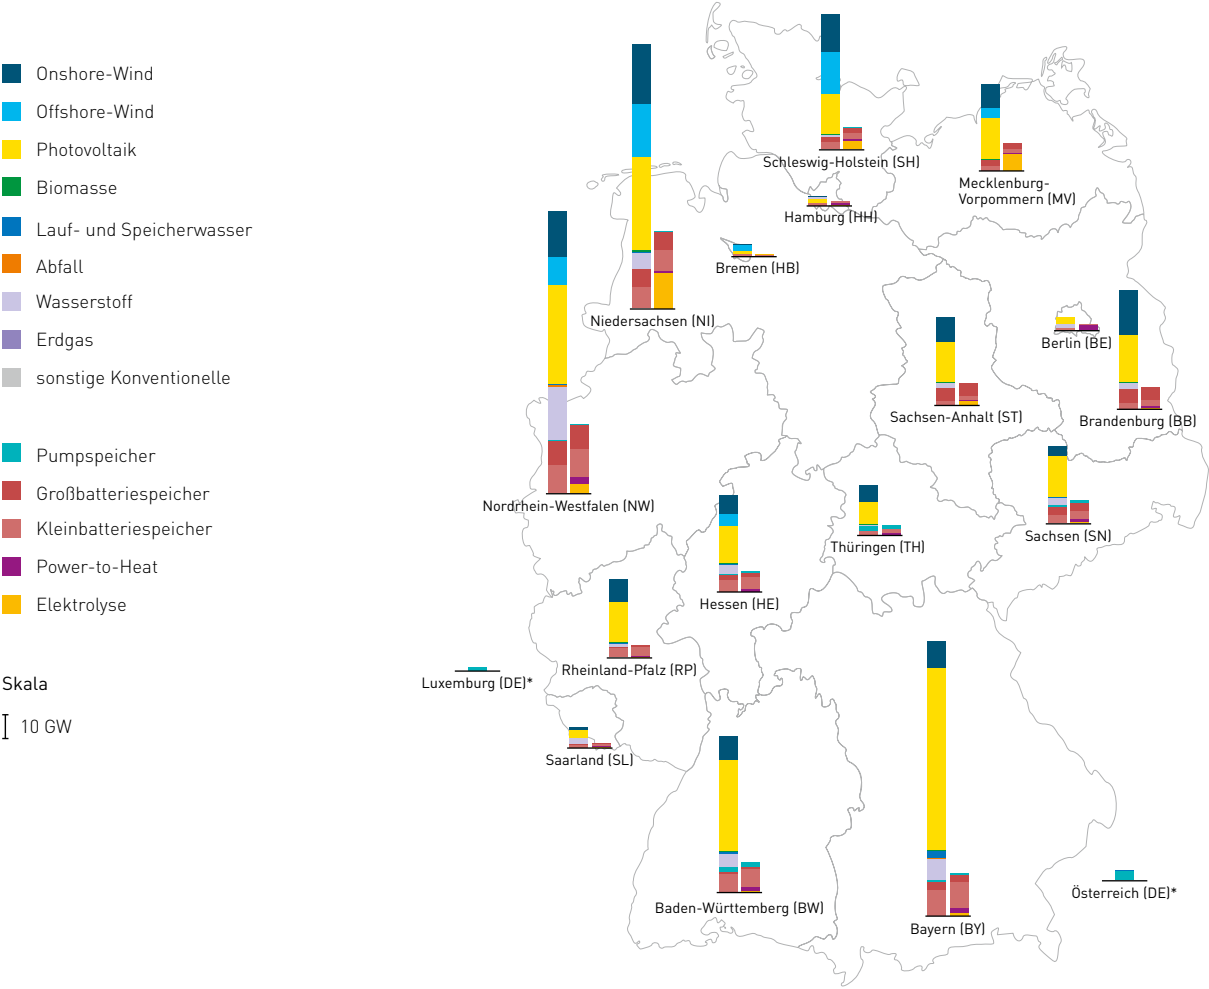 Onshore-Wind
Offshore-Wind
Photovoltaik
Biomasse
Lauf- und Speicherwasser
Abfall
Wasserstoff
Erdgas
sonstige Konventionelle
Pumpspeicher
Großbatteriespeicher
Kleinbatteriespeicher
Power-to-Heat
Elektrolyse
Skala
10 GW
Schleswig-Holstein (SH)
Mecklenburg-
Vorpommern (MV)
Hamburg (HH)
Bremen (HB)
Niedersachsen (NI)
Berlin (BE)
Sachsen-Anhalt (ST)
Brandenburg (BB)
Nordrhein-Westfalen (NW)
Sachsen (SN)
Thüringen (TH)
Hessen (HE)
Rheinland-Pfalz (RP)
Luxemburg (DE)*
Saarland (SL)
Österreich (DE)*
Baden-Württemberg (BW)
Bayern (BY)